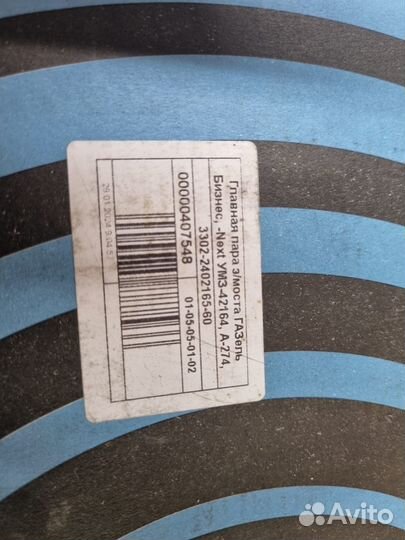 Главная пара з/моста ГАЗель
Бизнес, -Next УМЗ-42164, А-274,
3302-2402165-60
00000407548
01-05-05-01-02
Avito